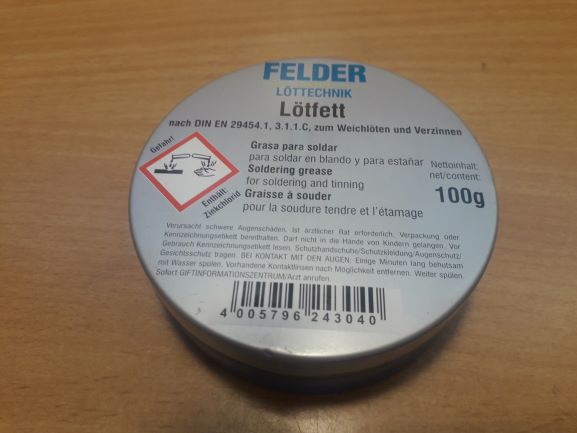 FELDER
LÖTTECHNIK
Lötfett
nach DIN EN 29454.1, 3.1.1.C, zum Weichlöten und Verzinnen
Gefahr!
Enthält:
Zinkchlorid
Grasa para soldar
para soldar en blando y para estañar
Soldering grease
for soldering and tinning
Graisse à souder
pour la soudure tendre et l'étamage
Nettoinhalt:
net/content:
100g
Verursacht schwere Augenschäden. Ist ärztlicher Rat erforderlich, Verpackung oder
Kennzeichnungsetikett bereithalten. Darf nicht in die Hände von Kindern gelangen. Vor
Gebrauch Kennzeichnungsetikett lesen. Schutzhandschuhe/Schutzkleidung/Augenschutz/
Gesichtsschutz tragen. BEI KONTAKT MIT DEN AUGEN: Einige Minuten lang behutsam
mit Wasser spülen. Vorhandene Kontaktlinsen nach Möglichkeit entfernen. Weiter spülen.
Sofort GIFTINFORMATIONSZENTRUM/Arzt anrufen.
4 005796 243040